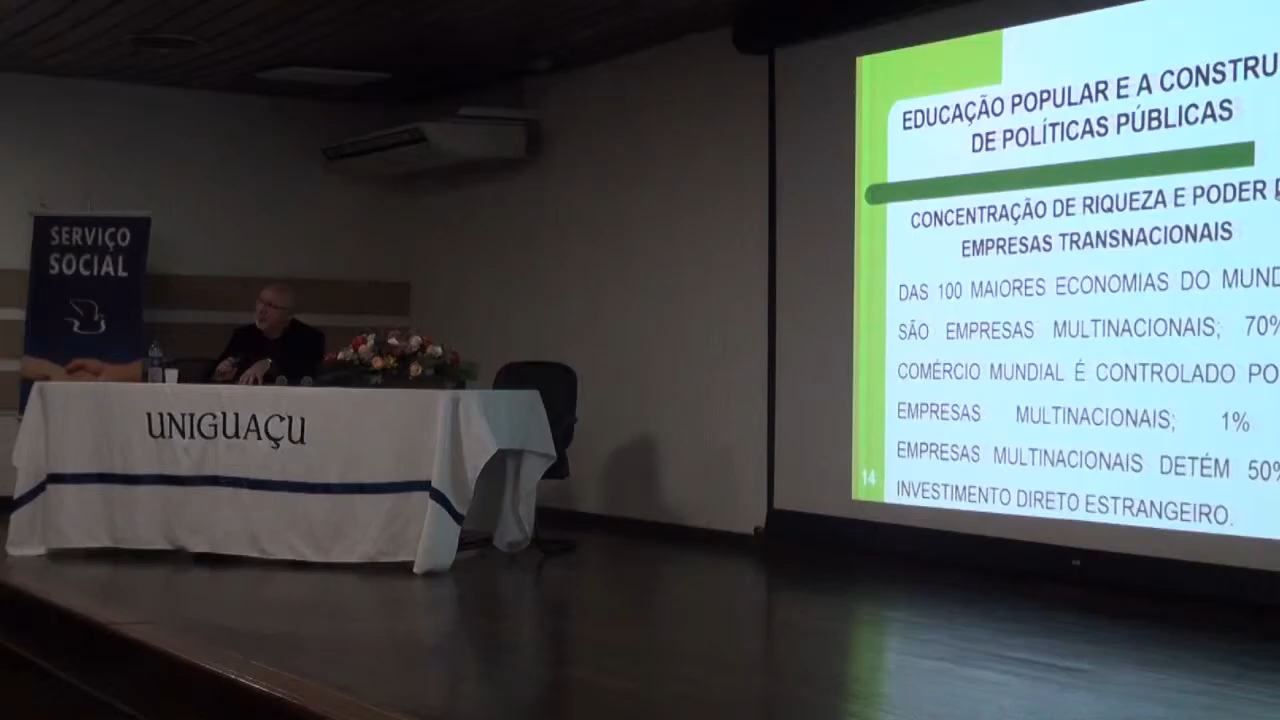 SERVIÇO
SOCIAL
UNIGUAÇU
EDUCAÇÃO POPULAR E A CONSTRU
DE POLÍTICAS PÚBLICAS
CONCENTRAÇÃO DE RIQUEZA E PODER
EMPRESAS TRANSNACIONAIS
DAS 100 MAIORES ECONOMIAS DO MUND
SÃO EMPRESAS MULTINACIONAIS; 70%
COMÉRCIO MUNDIAL É CONTROLADO PO
EMPRESAS MULTINACIONAIS; 1%
EMPRESAS MULTINACIONAIS DETÉM 50%
INVESTIMENTO DIRETO ESTRANGEIRO.
14